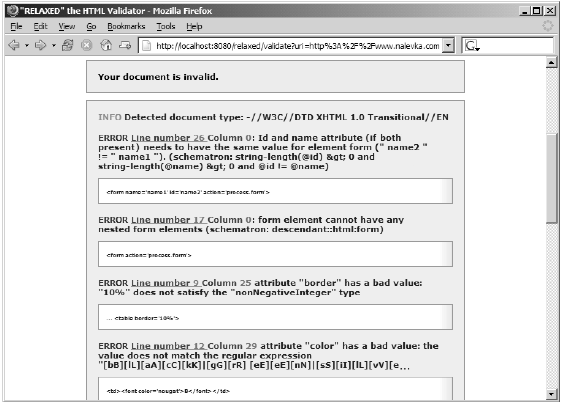 "RELAXED" the HTML Validator - Mozilla Firefox
File Edit View Go Bookmarks Tools Help
http://localhost:8080/relaxed/validate?uri=http%3A%2F%2Fwww.nalevka.com
Your document is invalid.
INFO Detected document type: -//W3C//DTD XHTML 1.0 Transitional//EN
ERROR Line number 26 Column 0: Id and name attribute (if both
present) needs to have the same value for element form (" name2 "
!= " name1 "). (schematron: string-length(@id) &gt; 0 and
string-length(@name) &gt; 0 and @id != @name)
<form name='name1' id='name2' action='process.form'>
ERROR Line number 17 Column 0: form element cannot have any
nested form elements (schematron: descendant::html:form)
<form action='process.form'>
ERROR Line number 9 Column 25 attribute "border" has a bad value:
"10%" does not satisfy the "nonNegativeInteger" type
... <table border='10%'>
ERROR Line number 12 Column 29 attribute "color" has a bad value: the
value does not match the regular expression
"[bB][lL][aA][cC][kK]|[gG][rR] [eE][eE][nN]|[sS][iI][lL][vV][e...
<td><font color='nougat'>B</font></td>